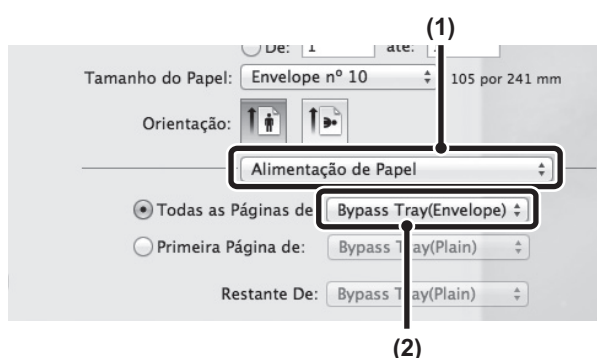 (1)
De: 1 até:
Tamanho do Papel: Envelope nº 10 105 por 241 mm
Orientação:
Alimentação de Papel
Todas as Páginas de Bypass Tray(Envelope)
Primeira Página de: Bypass Tray(Plain)
Restante De: Bypass Tray(Plain)
(2)